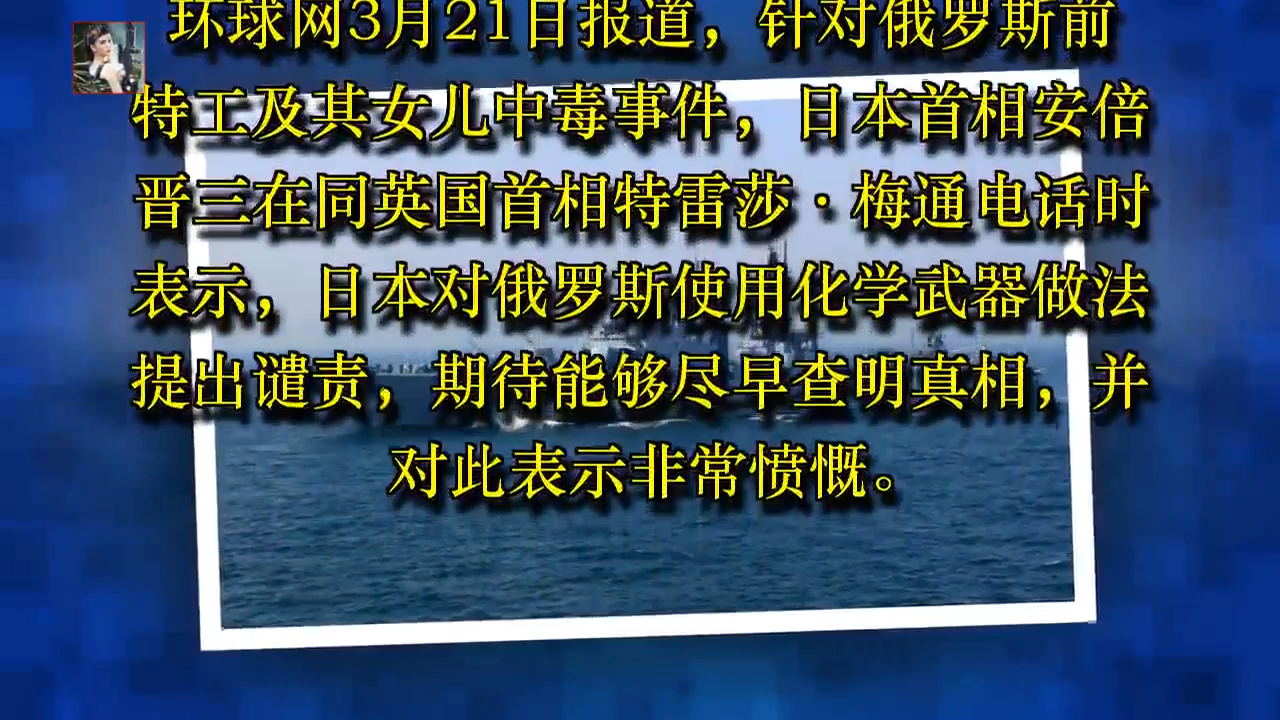 环球网3月21日报道，针对俄罗斯前
特工及其女儿中毒事件，日本首相安倍
晋三在同英国首相特雷莎·梅通电话时
表示，日本对俄罗斯使用化学武器做法
提出谴责，期待能够尽早查明真相，并
对此表示非常愤慨。